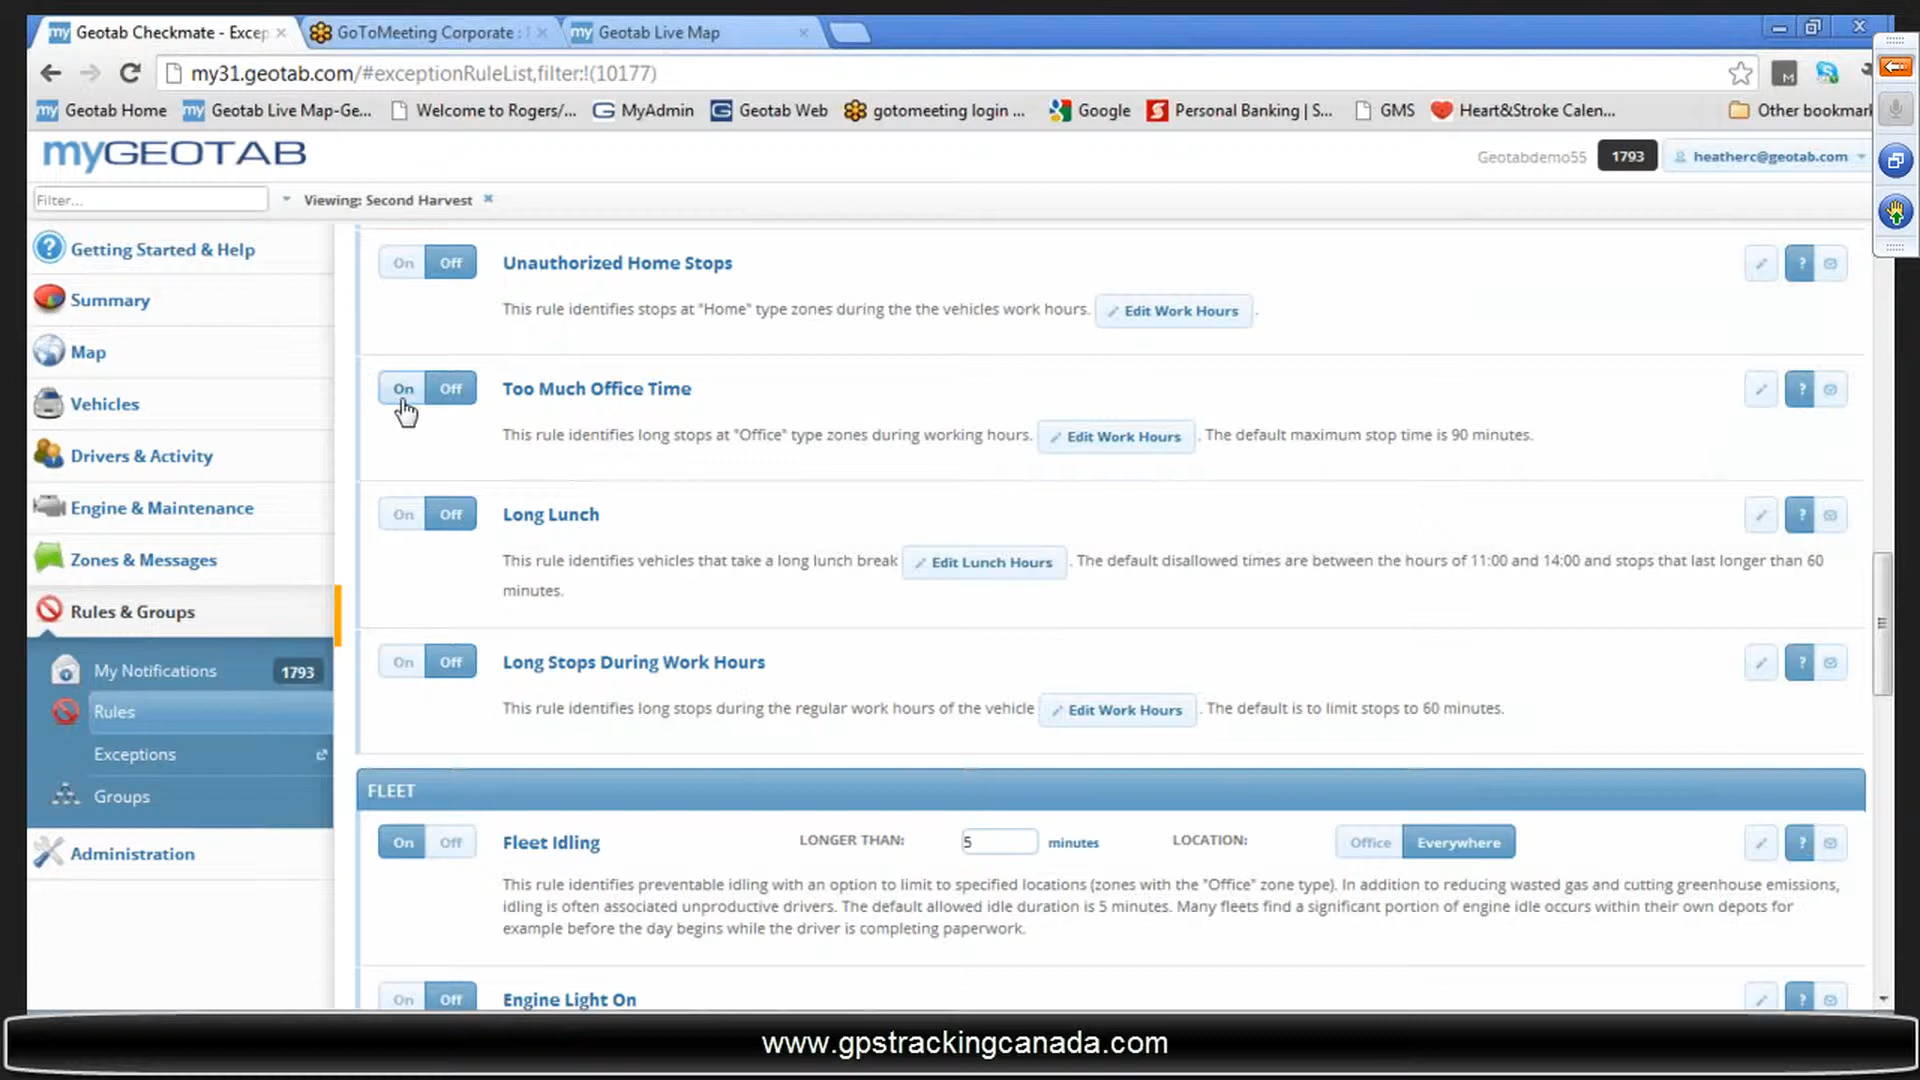 my Geotab Checkmate - Excep
GoToMeeting Corporate :
my Geotab Live Map
my31.geotab.com/#exceptionRuleList,filter:!(10177)
my Geotab Home
my Geotab Live Map-Ge...
Welcome to Rogers/...
MyAdmin
Geotab Web
gotomeeting login ...
Google
Personal Banking | S...
GMS
Heart&Stroke Calen...
Other bookmar
myGEOTAB
Geotabdemo55
1793
heatherc@geotab.com
Filter...
Viewing: Second Harvest
Getting Started & Help
Summary
Map
Vehicles
Drivers & Activity
Engine & Maintenance
Zones & Messages
Rules & Groups
My Notifications 1793
Rules
Exceptions
Groups
Administration
On Off Unauthorized Home Stops ?
This rule identifies stops at "Home" type zones during the the vehicles work hours. Edit Work Hours .
On Off Too Much Office Time ?
This rule identifies long stops at "Office" type zones during working hours. Edit Work Hours . The default maximum stop time is 90 minutes.
On Off Long Lunch ?
This rule identifies vehicles that take a long lunch break Edit Lunch Hours . The default disallowed times are between the hours of 11:00 and 14:00 and stops that last longer than 60
minutes.
On Off Long Stops During Work Hours ?
This rule identifies long stops during the regular work hours of the vehicle Edit Work Hours . The default is to limit stops to 60 minutes.
FLEET
On Off Fleet Idling LONGER THAN: 5 minutes LOCATION: Office Everywhere ?
This rule identifies preventable idling with an option to limit to specified locations (zones with the "Office" zone type). In addition to reducing wasted gas and cutting greenhouse emissions,
idling is often associated unproductive drivers. The default allowed idle duration is 5 minutes. Many fleets find a significant portion of engine idle occurs within their own depots for
example before the day begins while the driver is completing paperwork.
On Off Engine Light On ?
www.gpstrackingcanada.com